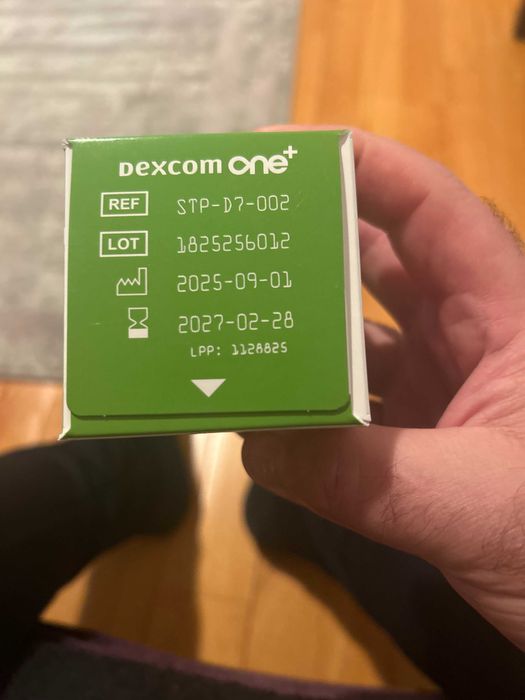 Dexcom one+
REF STP-D7-002
LOT 1825256012
2025-09-01
2027-02-28
LPP: 1128825